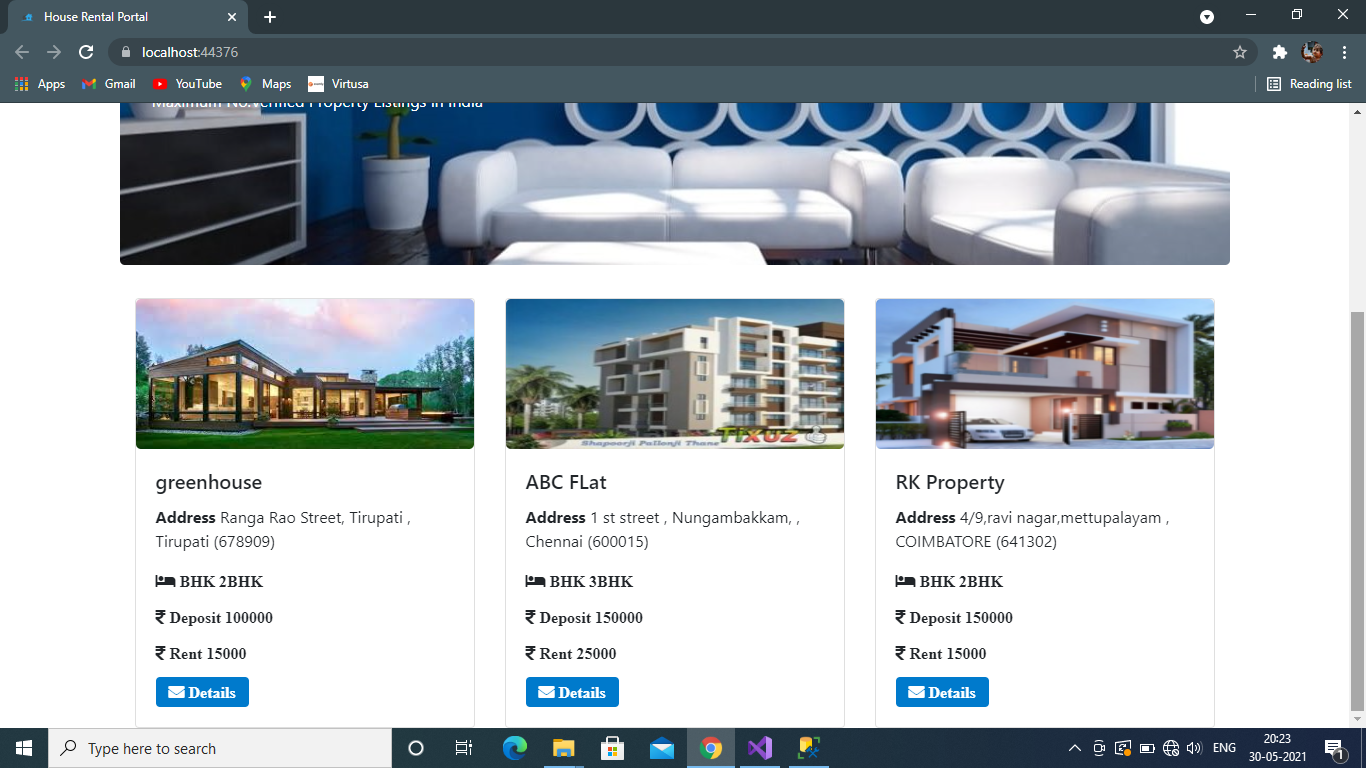 House Rental Portal
localhost:44376
Apps
Gmail
YouTube
Maps
Virtusa
Reading list
Maximum No.Verified Property Listings In India
Shapoorji Pallonji Thane
Tixuz
greenhouse
Address Ranga Rao Street, Tirupati ,
Tirupati (678909)
BHK 2BHK
₹ Deposit 100000
₹ Rent 15000
Details
ABC FLat
Address 1 st street , Nungambakkam, ,
Chennai (600015)
BHK 3BHK
₹ Deposit 150000
₹ Rent 25000
Details
RK Property
Address 4/9,ravi nagar,mettupalayam ,
COIMBATORE (641302)
BHK 2BHK
₹ Deposit 150000
₹ Rent 15000
Details
Type here to search
ENG
20:23
30-05-2021
1